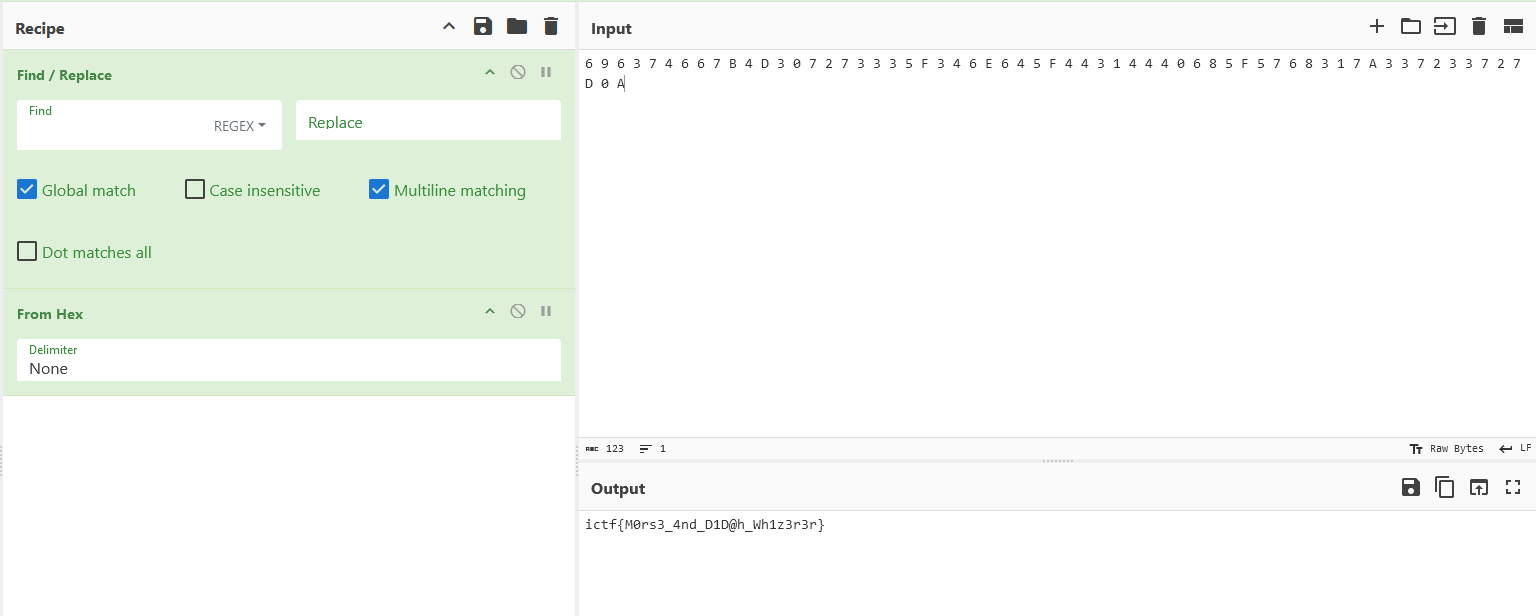 Recipe
Find / Replace
Find
REGEX
Replace
Global match
Case insensitive
Multiline matching
Dot matches all
From Hex
Delimiter
None
Input
6 9 6 3 7 4 6 6 7 B 4 D 3 0 7 2 7 3 3 3 5 F 3 4 6 E 6 4 5 F 4 4 3 1 4 4 4 0 6 8 5 F 5 7 6 8 3 1 7 A 3 3 7 2 3 3 7 2 7
D 0 A
ABC 123 1
Raw Bytes LF
Output
ictf{M0rs3_4nd_D1D@h_Wh1z3r3r}